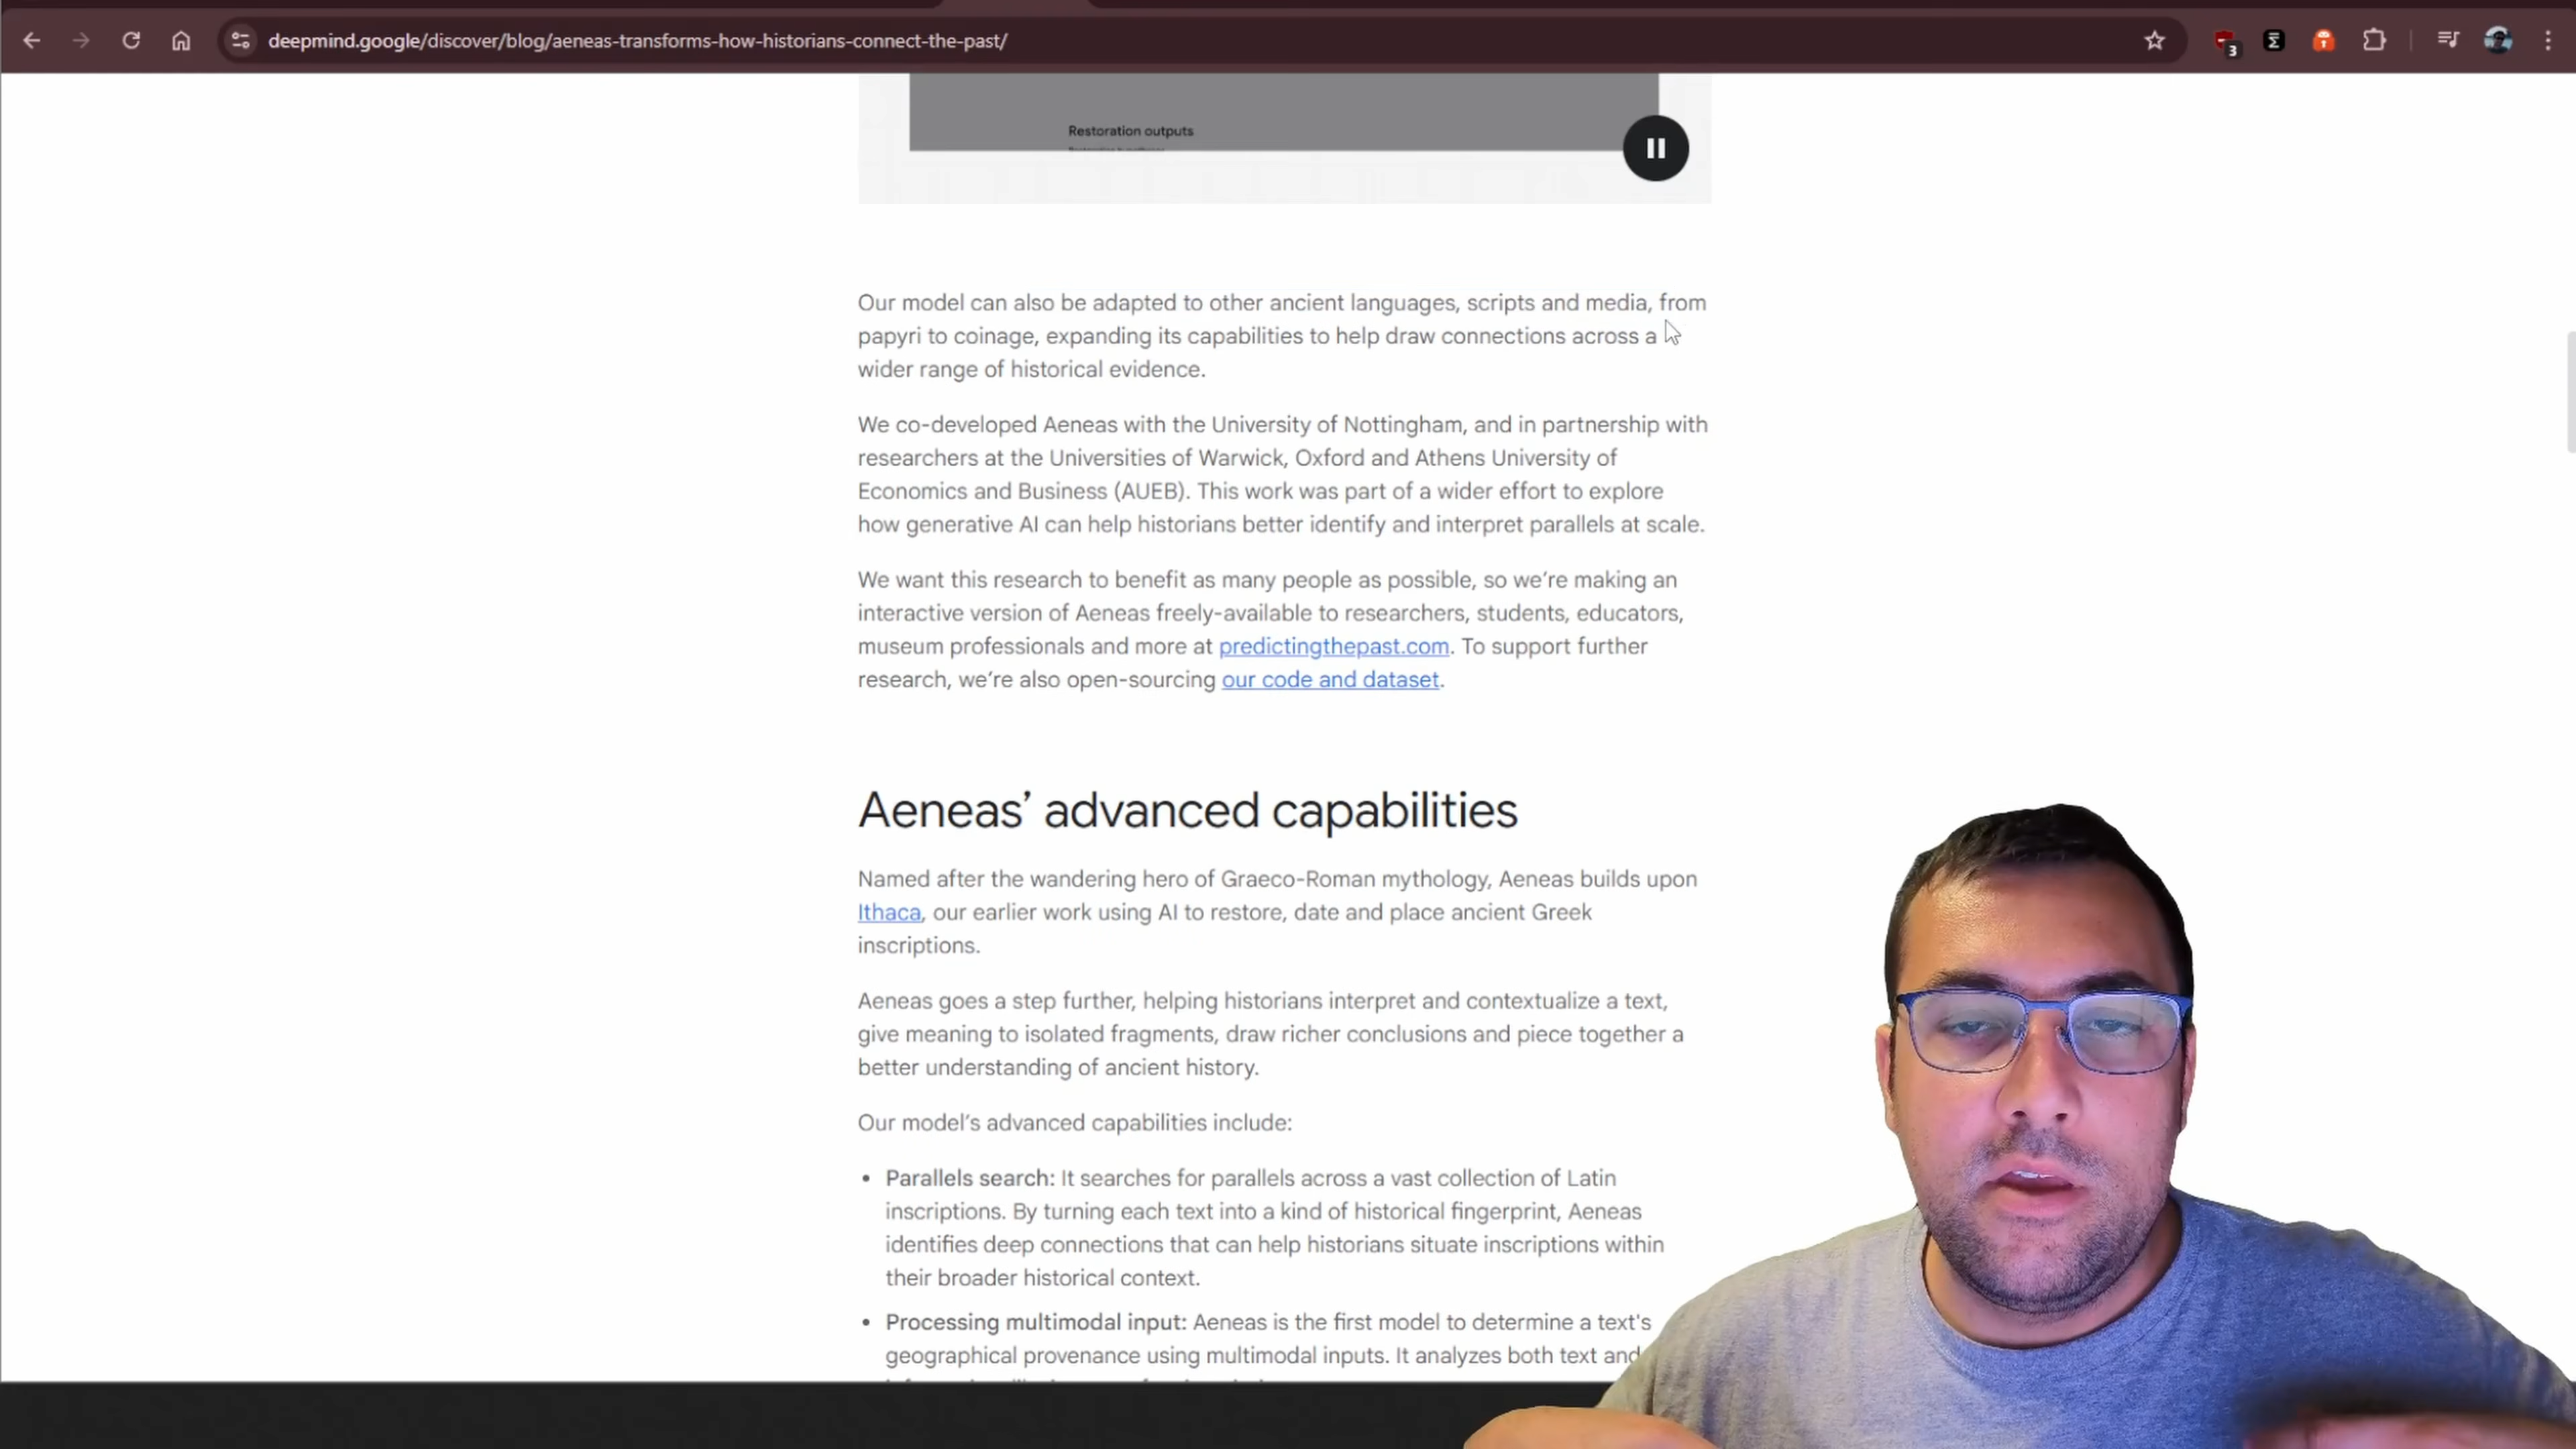 deepmind.google/discover/blog/aeneas-transforms-how-historians-connect-the-past/
3
Restoration outputs
Our model can also be adapted to other ancient languages, scripts and media, from
papyri to coinage, expanding its capabilities to help draw connections across a
wider range of historical evidence.
We co-developed Aeneas with the University of Nottingham, and in partnership with
researchers at the Universities of Warwick, Oxford and Athens University of
Economics and Business (AUEB). This work was part of a wider effort to explore
how generative AI can help historians better identify and interpret parallels at scale.
We want this research to benefit as many people as possible, so we’re making an
interactive version of Aeneas freely-available to researchers, students, educators,
museum professionals and more at predictingthepast.com. To support further
research, we’re also open-sourcing our code and dataset.
Aeneas’ advanced capabilities
Named after the wandering hero of Graeco-Roman mythology, Aeneas builds upon
Ithaca, our earlier work using AI to restore, date and place ancient Greek
inscriptions.
Aeneas goes a step further, helping historians interpret and contextualize a text,
give meaning to isolated fragments, draw richer conclusions and piece together a
better understanding of ancient history.
Our model’s advanced capabilities include:
• Parallels search: It searches for parallels across a vast collection of Latin
inscriptions. By turning each text into a kind of historical fingerprint, Aeneas
identifies deep connections that can help historians situate inscriptions within
their broader historical context.
• Processing multimodal input: Aeneas is the first model to determine a text's
geographical provenance using multimodal inputs. It analyzes both text and